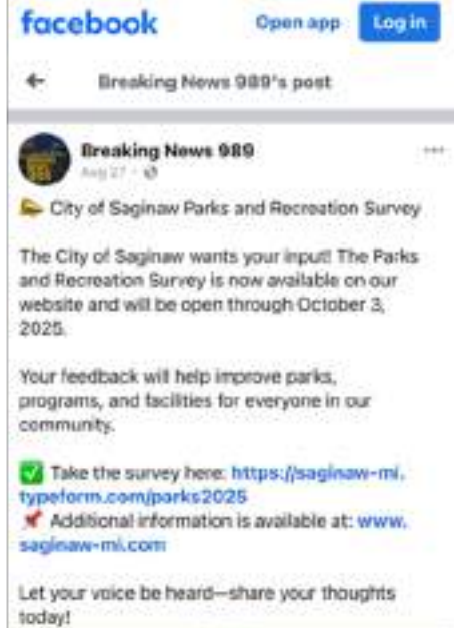 facebook Open app Log in
Breaking News 989's post
Breaking News 989
Aug 27
City of Saginaw Parks and Recreation Survey
The City of Saginaw wants your input! The Parks
and Recreation Survey is now available on our
website and will be open through October 3,
2025.
Your feedback will help improve parks,
programs, and facilities for everyone in our
community.
Take the survey here: https://saginaw-mi.
typeform.com/parks2025
Additional information is available at: www.
saginaw-mi.com
Let your voice be heard—share your thoughts
today!